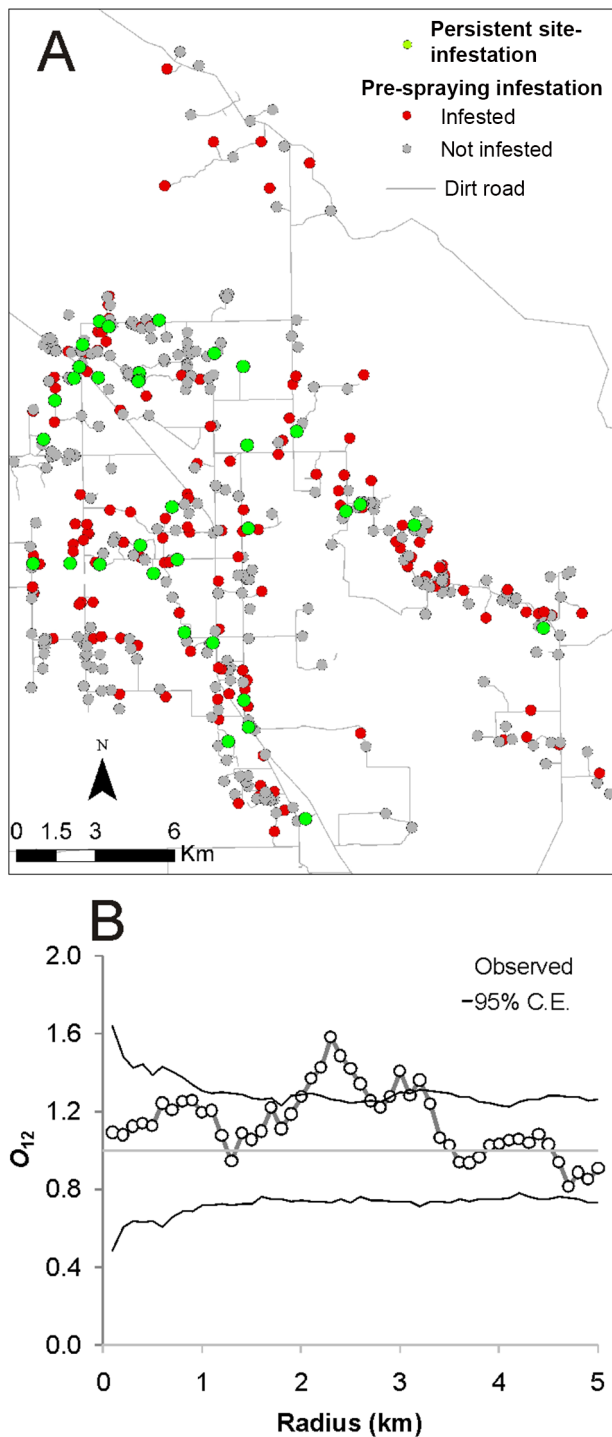 A
Persistent site-
infestation
Pre-spraying infestation
Infested
Not infested
Dirt road
N
0 1.5 3 6
Km
B
Observed
–95% C.E.
2.0
1.6
1.2
0.8
0.4
0.0
O12
0 1 2 3 4 5
Radius (km)